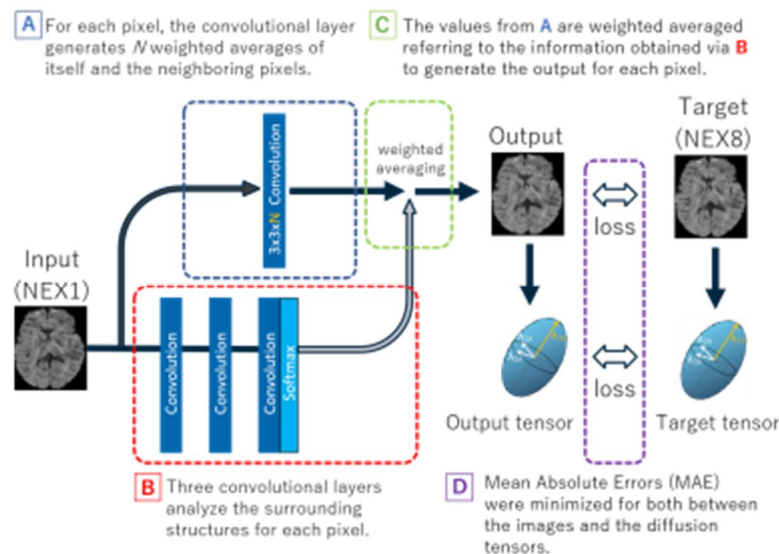 A For each pixel, the convolutional layer
generates N weighted averages of
itself and the neighboring pixels.
C The values from A are weighted averaged
referring to the information obtained via B
to generate the output for each pixel.
Input
(NEX1)
3x3xN Convolution
weighted
averaging
Output
Target
(NEX8)
loss
Convolution
Convolution
Convolution
Softmax
loss
Output tensor
Target tensor
B Three convolutional layers
analyze the surrounding
structures for each pixel.
D Mean Absolute Errors (MAE)
were minimized for both between
the images and the diffusion
tensors.